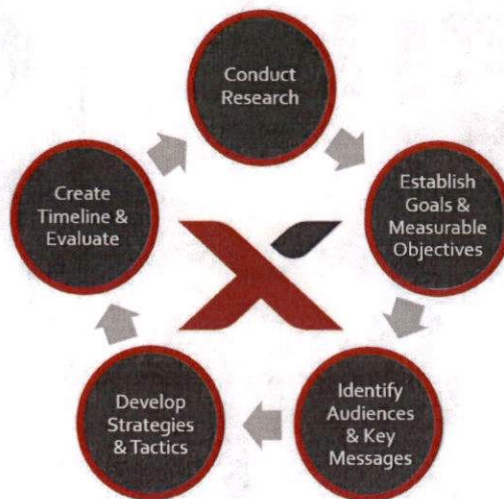 Conduct
Research
Establish
Goals &
Measurable
Objectives
Identify
Audiences
& Key
Messages
Develop
Strategies
& Tactics
Create
Timeline &
Evaluate